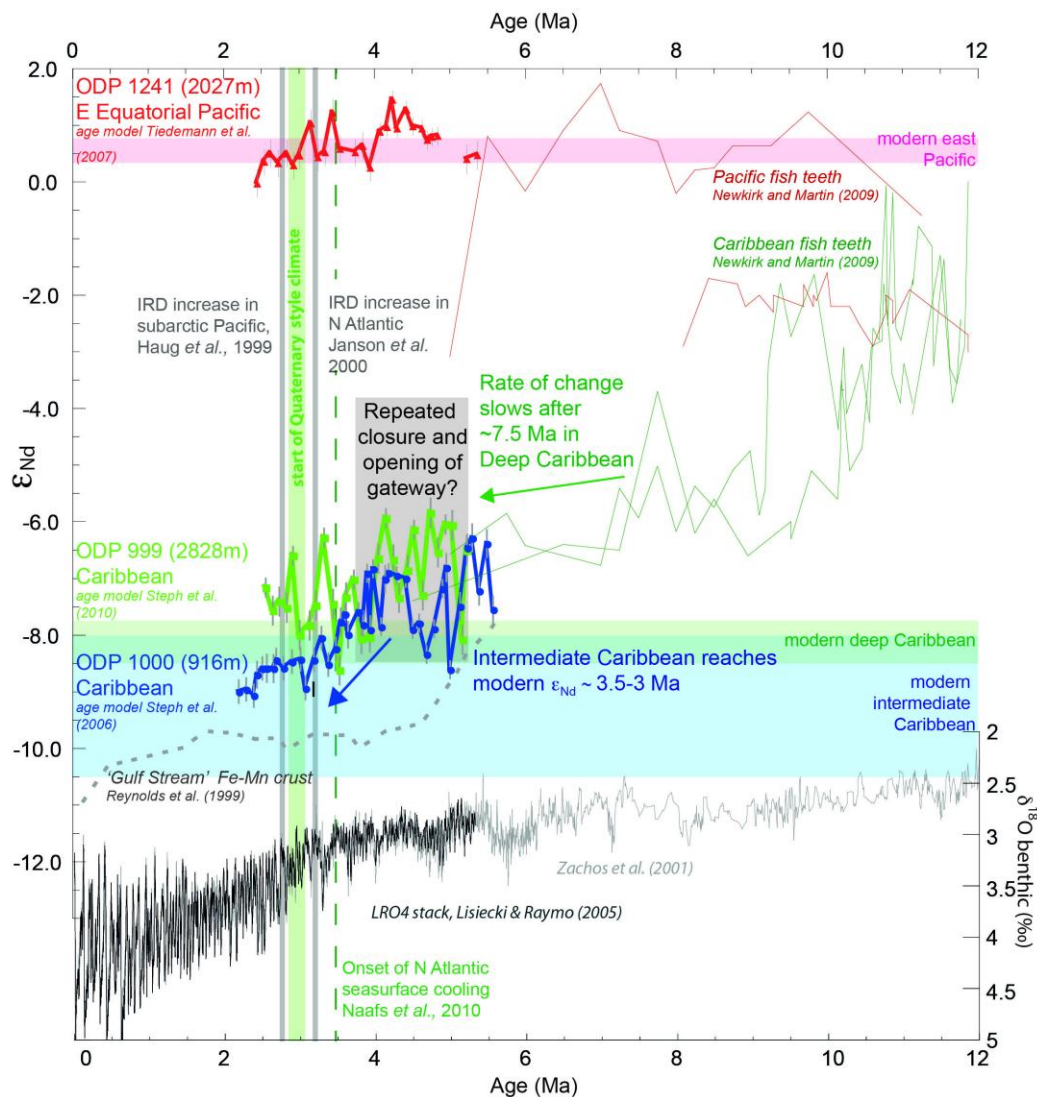 Age (Ma)
0 2 4 6 8 10 12
2.0
0.0
-2.0
-4.0
-6.0
-8.0
-10.0
-12.0
εNd
ODP 1241 (2027m)
E Equatorial Pacific
age model Tiedemann et al.
(2007)
modern east
Pacific
Pacific fish teeth
Newkirk and Martin (2009)
Caribbean fish teeth
Newkirk and Martin (2009)
IRD increase in
subarctic Pacific,
Haug et al., 1999
start of Quaternary style climate
IRD increase in
N Atlantic
Janson et al.
2000
Repeated
closure and
opening of
gateway?
Rate of change
slows after
~7.5 Ma in
Deep Caribbean
ODP 999 (2828m)
Caribbean
age model Steph et al.
(2010)
modern deep Caribbean
ODP 1000 (916m)
Caribbean
age model Steph et al.
(2006)
Intermediate Caribbean reaches
modern εNd ~ 3.5-3 Ma
modern
intermediate
Caribbean
'Gulf Stream' Fe-Mn crust
Reynolds et al. (1999)
Zachos et al. (2001)
LRO4 stack, Lisiecki & Raymo (2005)
Onset of N Atlantic
seasurface cooling
Naafs et al., 2010
2
2.5
3
3.5
4
4.5
5
δ18O benthic (‰)
0 2 4 6 8 10 12
Age (Ma)